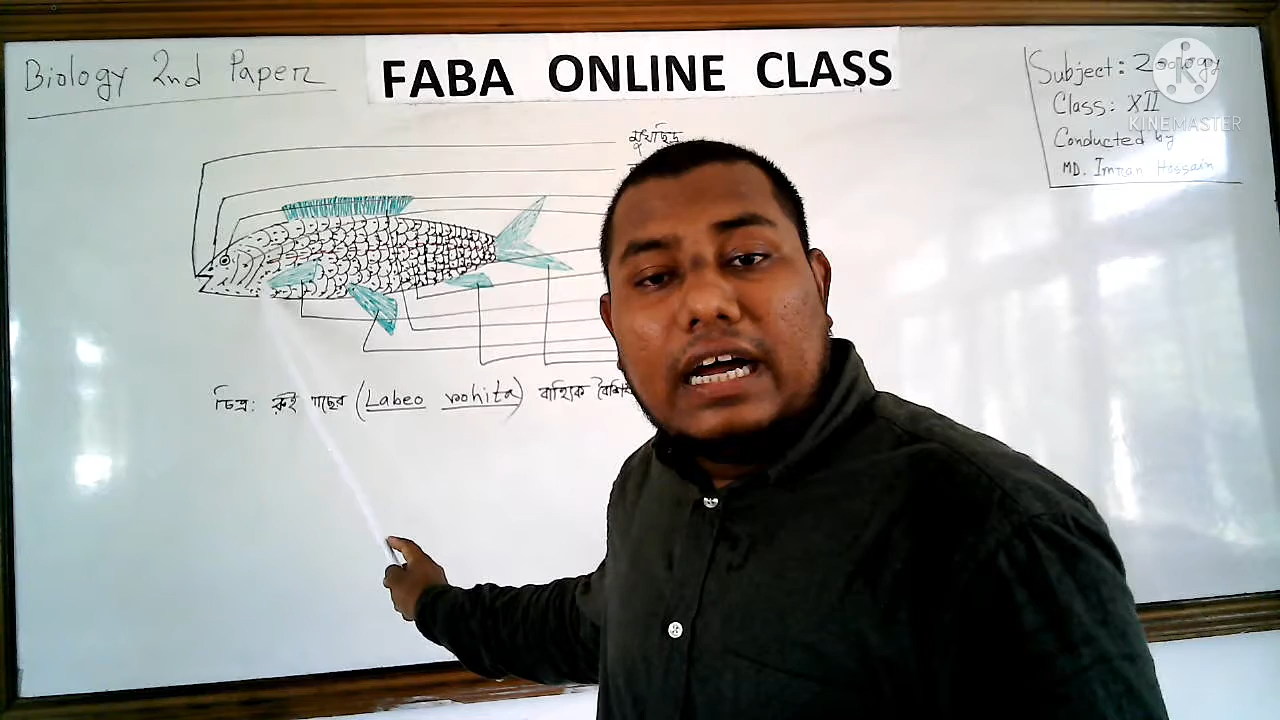 Biology 2nd Paper
FABA ONLINE CLASS
Subject: Zoology
Class: XII
Conducted by
MD. Imran Hossain
KINEMASTER
মুখছিদ্র
চিত্র: রুই মাছের (Labeo rohita) বাহ্যিক